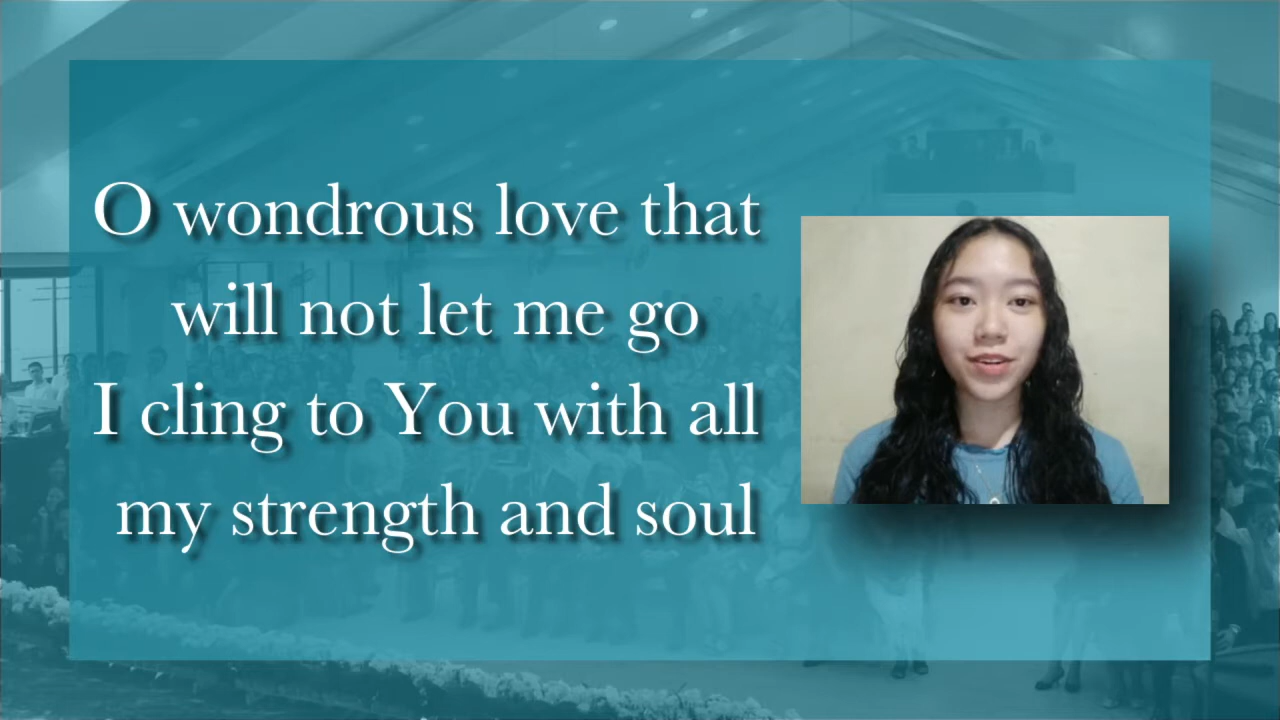 O wondrous love that
will not let me go
I cling to You with all
my strength and soul